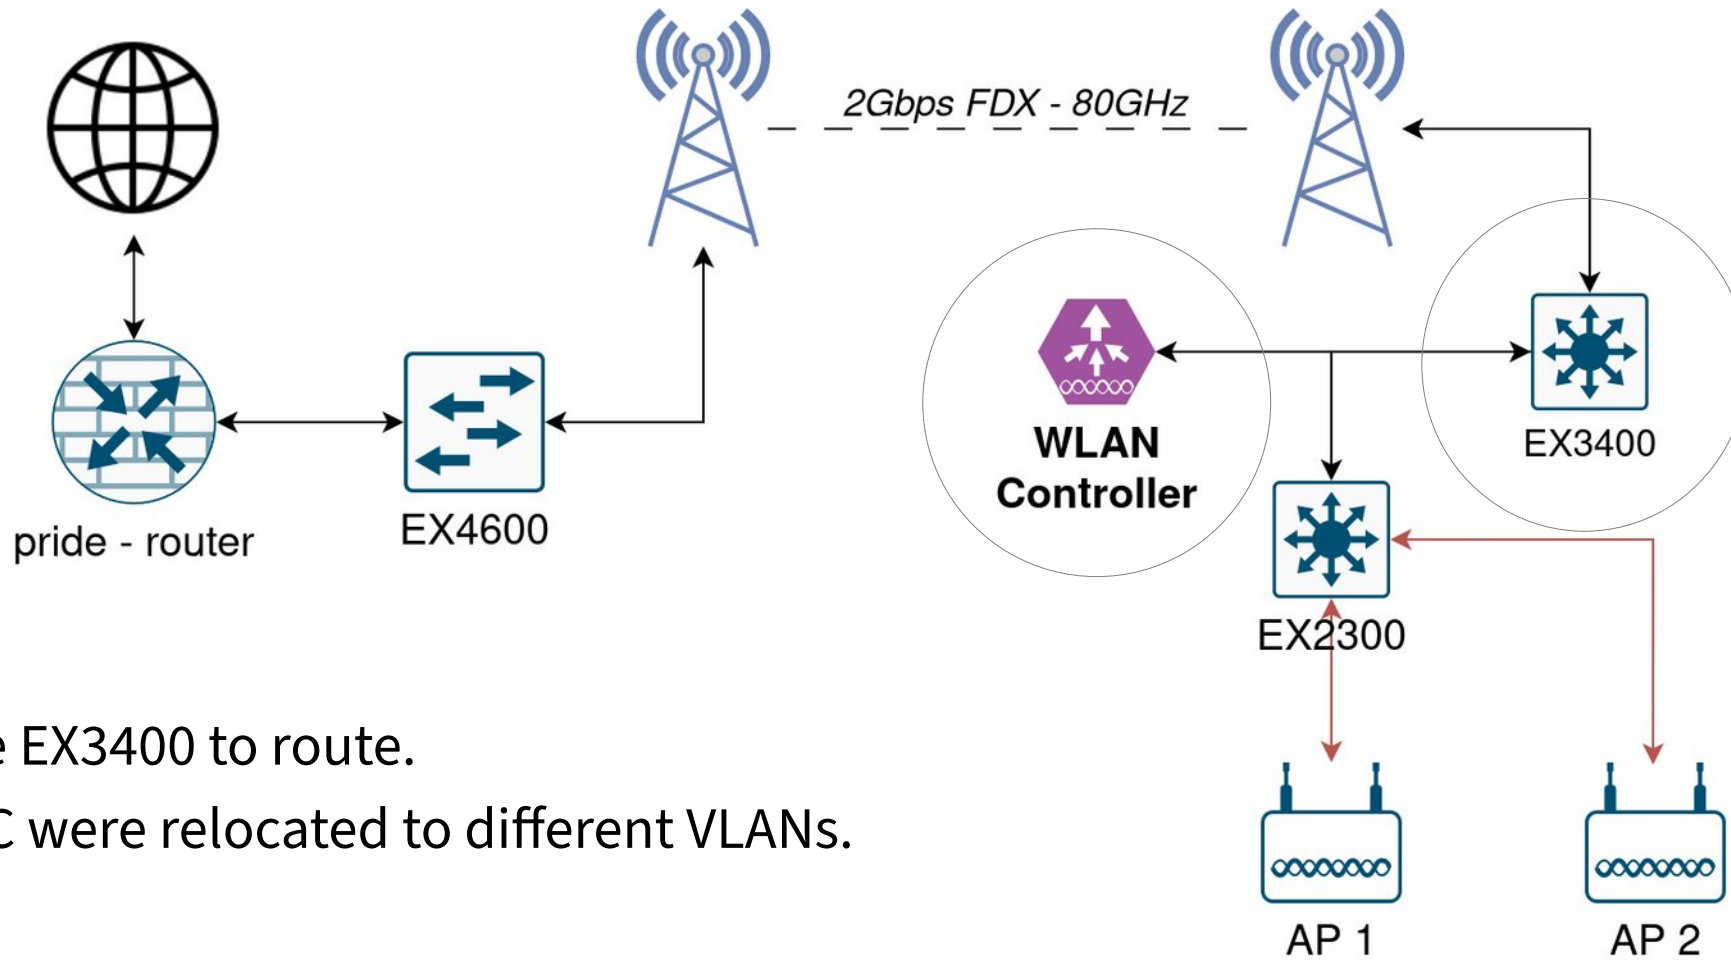 2Gbps FDX - 80GHz
WLAN
Controller
EX3400
pride - router
EX4600
EX2300
EX3400 to route.
C were relocated to different VLANs.
AP 1
AP 2